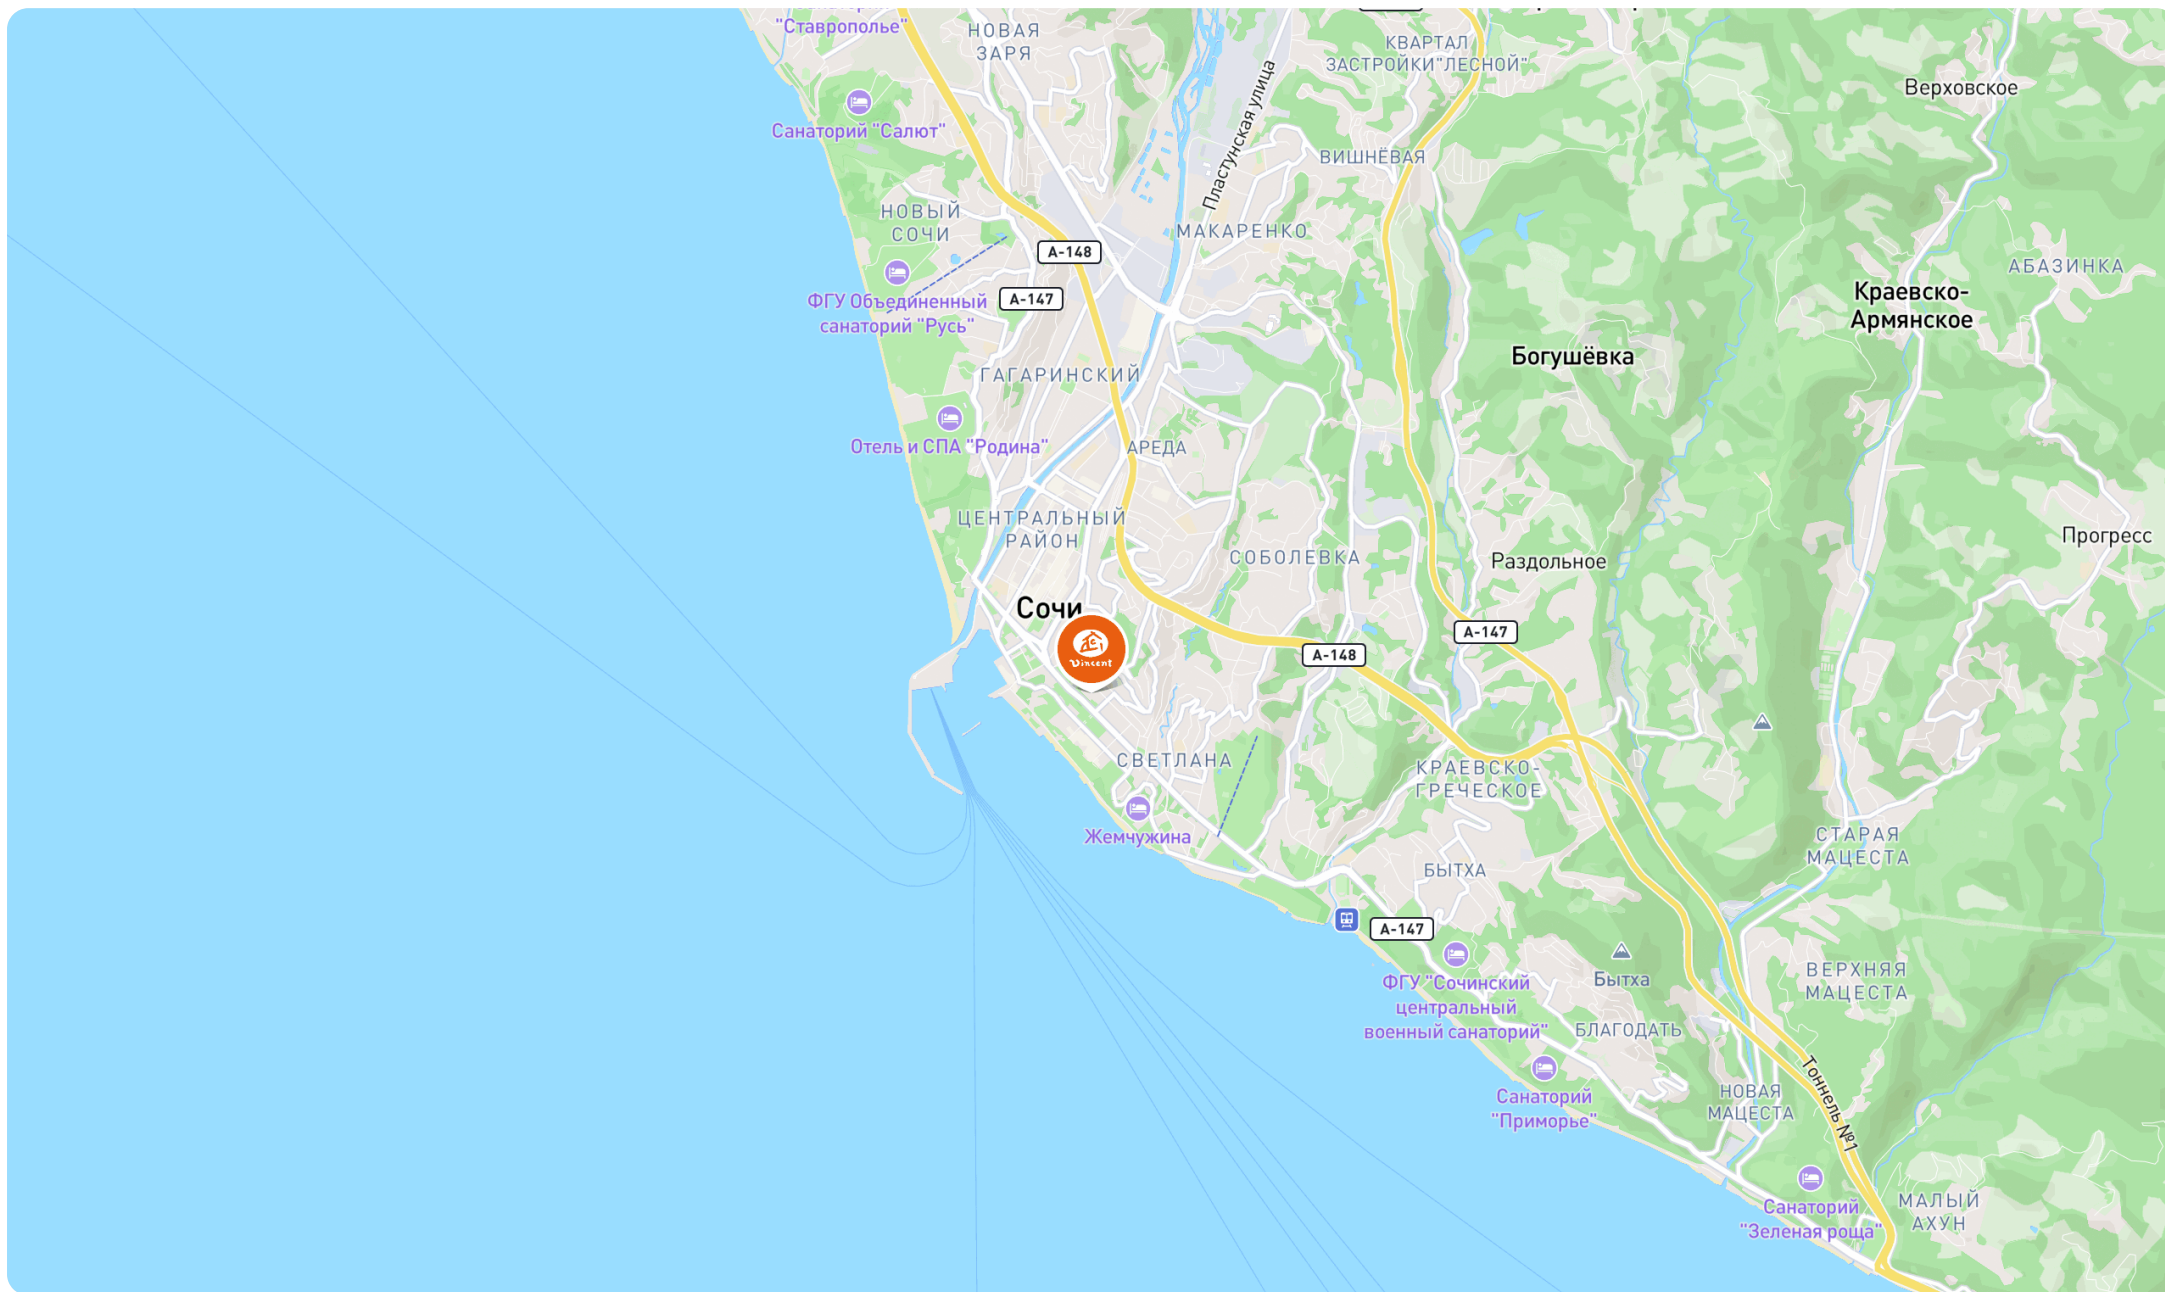 "Ставрополье"
НОВАЯ
ЗАРЯ
КВАРТАЛ
ЗАСТРОЙКИ"ЛЕСНОЙ"
Пластунская улица
Верховское
Санаторий "Салют"
ВИШНЁВАЯ
НОВЫЙ
СОЧИ
МАКАРЕНКО
А-148
АБАЗИНКА
А-147
ФГУ Объединенный
санаторий "Русь"
Краевско-
Армянское
Богушёвка
ГАГАРИНСКИЙ
Отель и СПА "Родина"
АРЕДА
ЦЕНТРАЛЬНЫЙ
РАЙОН
Прогресс
СОБОЛЕВКА
Раздольное
Сочи
Vincent
А-147
А-148
СВЕТЛАНА
КРАЕВСКО-
ГРЕЧЕСКОЕ
Жемчужина
СТАРАЯ
МАЦЕСТА
БЫТХА
А-147
ФГУ "Сочинский
центральный
военный санаторий"
Бытха
ВЕРХНЯЯ
МАЦЕСТА
БЛАГОДАТЬ
Санаторий
"Приморье"
НОВАЯ
МАЦЕСТА
Тоннель №1
Санаторий
"Зеленая роща"
МАЛЫЙ
АХУН